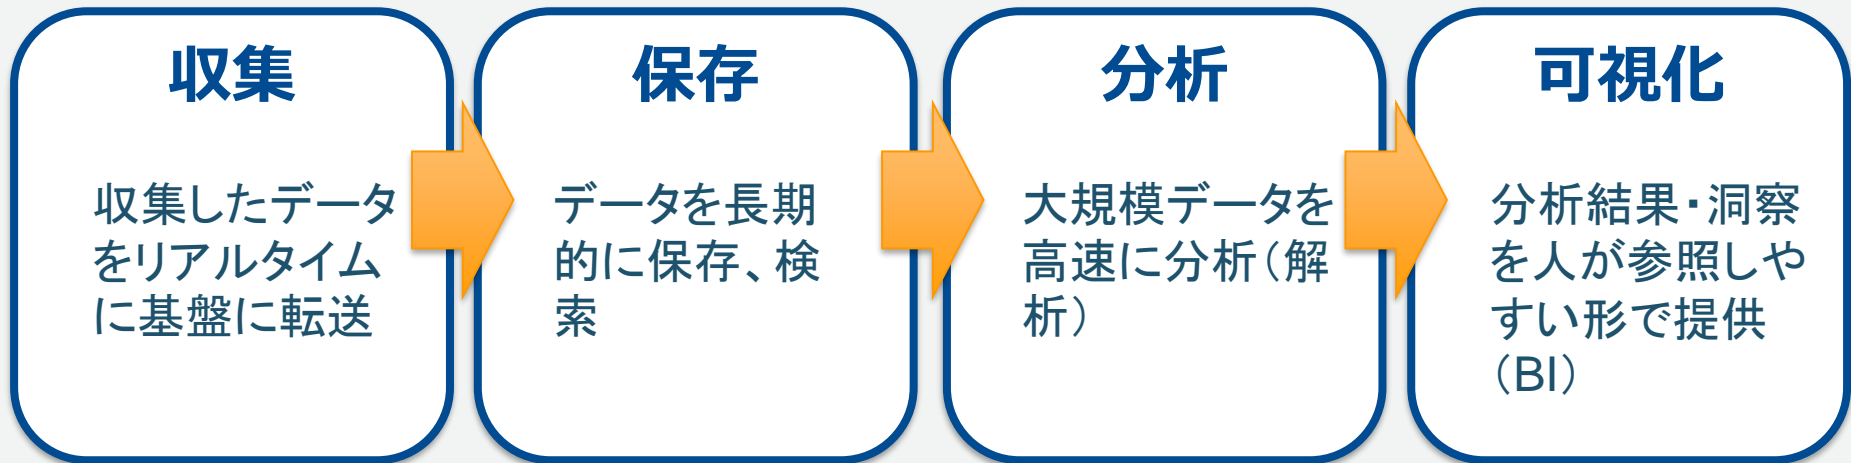 収集
収集したデータ
をリアルタイム
に基盤に転送
保存
データを長期
的に保存、検
索
分析
大規模データを
高速に分析(解
析)
可視化
分析結果・洞察
を人が参照しや
すい形で提供
(BI)